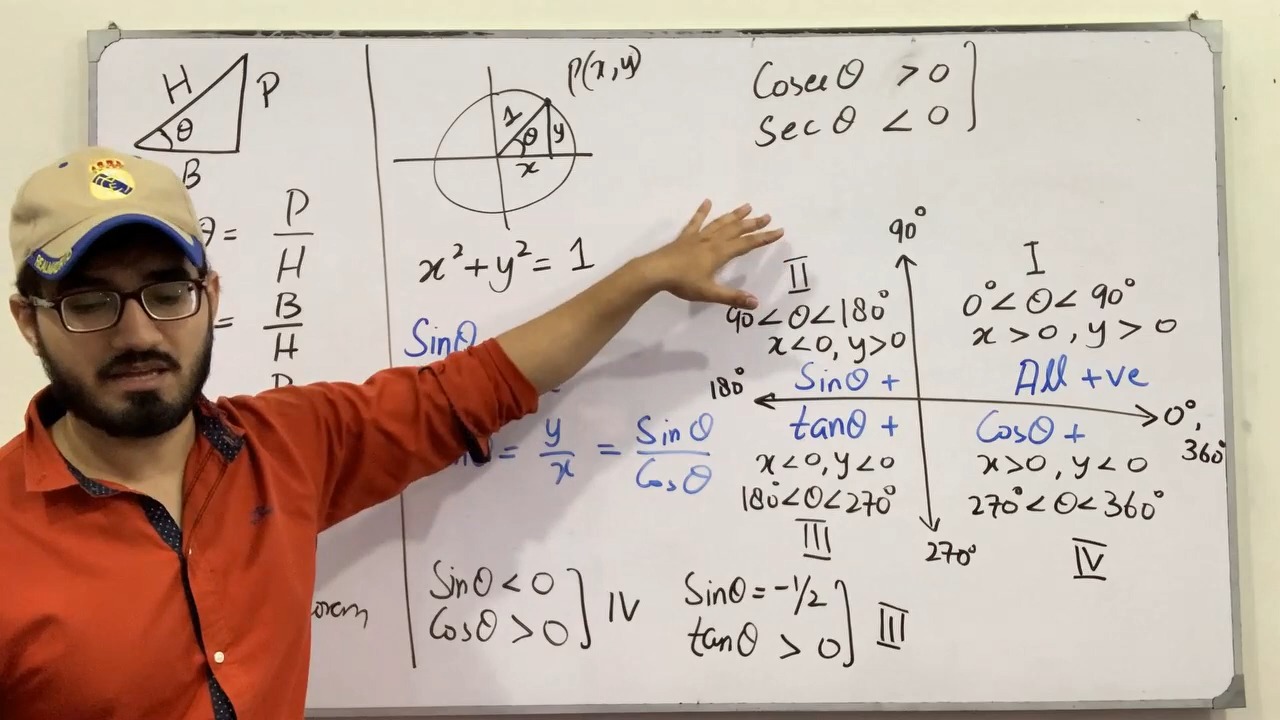 H
P
θ
B
θ = P/H
= B/H
P(x,y)
1
θ
y
x
x² + y² = 1
Sinθ
= y/x = Sinθ/Cosθ
Sinθ < 0
Cosθ > 0
IV
Sinθ = -1/2
tanθ > 0
III
Cosecθ > 0
Secθ < 0
90°
II
90 < θ < 180°
x<0, y>0
Sinθ +
I
0° < θ < 90°
x > 0, y > 0
All +ve
180°
0°,
360°
tanθ +
x<0, y<0
180° < θ < 270°
III
Cosθ +
x>0, y<0
270° < θ < 360°
IV
270°